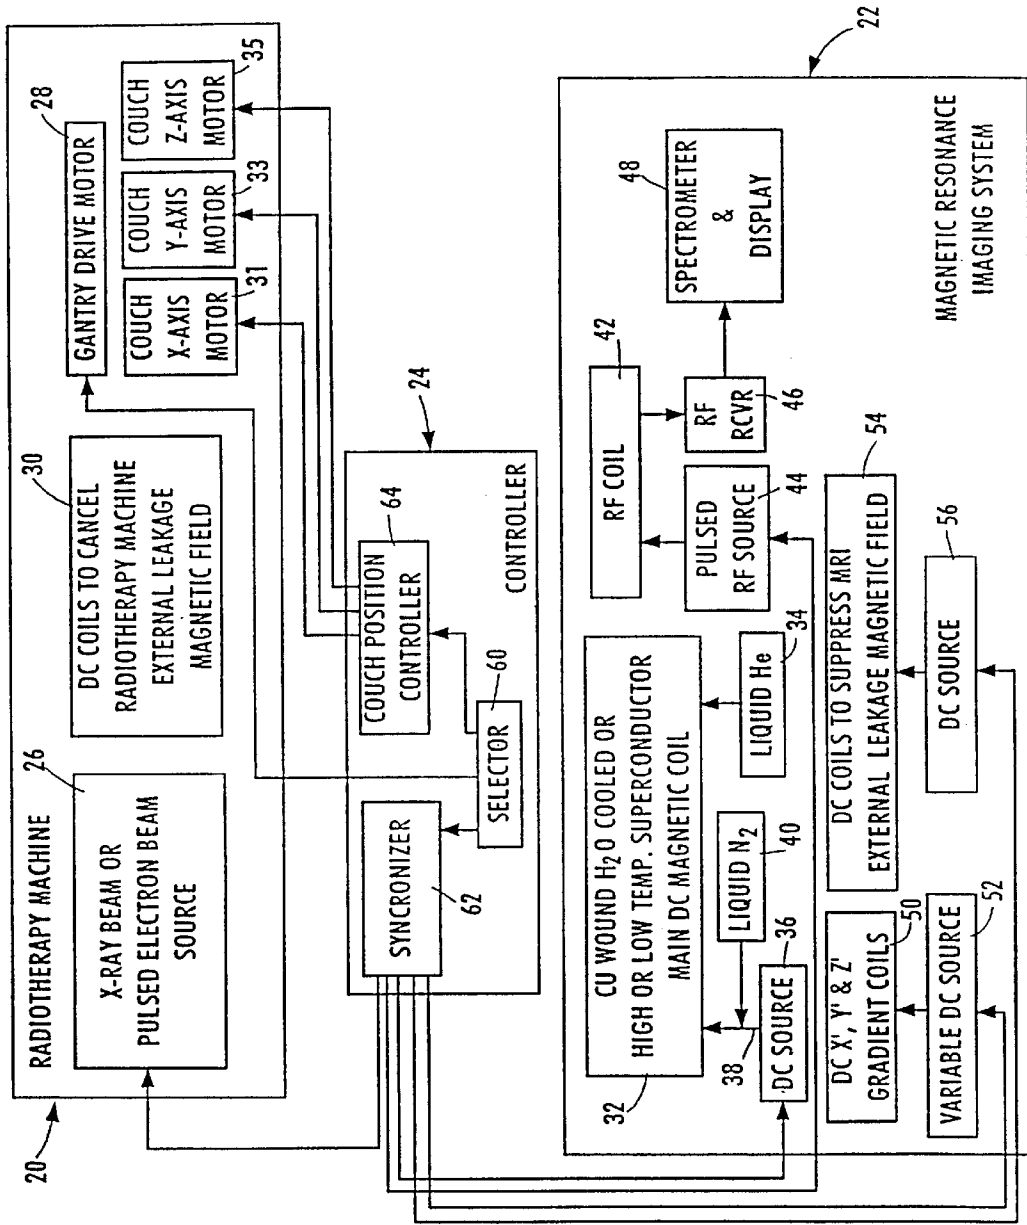 RADIOTHERAPY MACHINE
20
26
X-RAY BEAM OR
PULSED ELECTRON BEAM
SOURCE
30
DC COILS TO CANCEL
RADIOTHERAPY MACHINE
EXTERNAL LEAKAGE
MAGNETIC FIELD
28
GANTRY DRIVE MOTOR
COUCH
X-AXIS
MOTOR
31
COUCH
Y-AXIS
MOTOR
33
COUCH
Z-AXIS
MOTOR
35
24
SYNCRONIZER
62
COUCH POSITION
CONTROLLER
64
SELECTOR
60
CONTROLLER
22
CU WOUND H2O COOLED OR
HIGH OR LOW TEMP. SUPERCONDUCTOR
MAIN DC MAGNETIC COIL
32
LIQUID He
34
LIQUID N2
40
38
DC SOURCE
36
RF COIL
42
PULSED
RF SOURCE
44
RF
RCVR
46
48
SPECTROMETER
&
DISPLAY
DC X', Y' & Z'
GRADIENT COILS
50
VARIABLE DC SOURCE
52
DC COILS TO SUPPRESS MRI
EXTERNAL LEAKAGE MAGNETIC FIELD
54
DC SOURCE
56
MAGNETIC RESONANCE
IMAGING SYSTEM